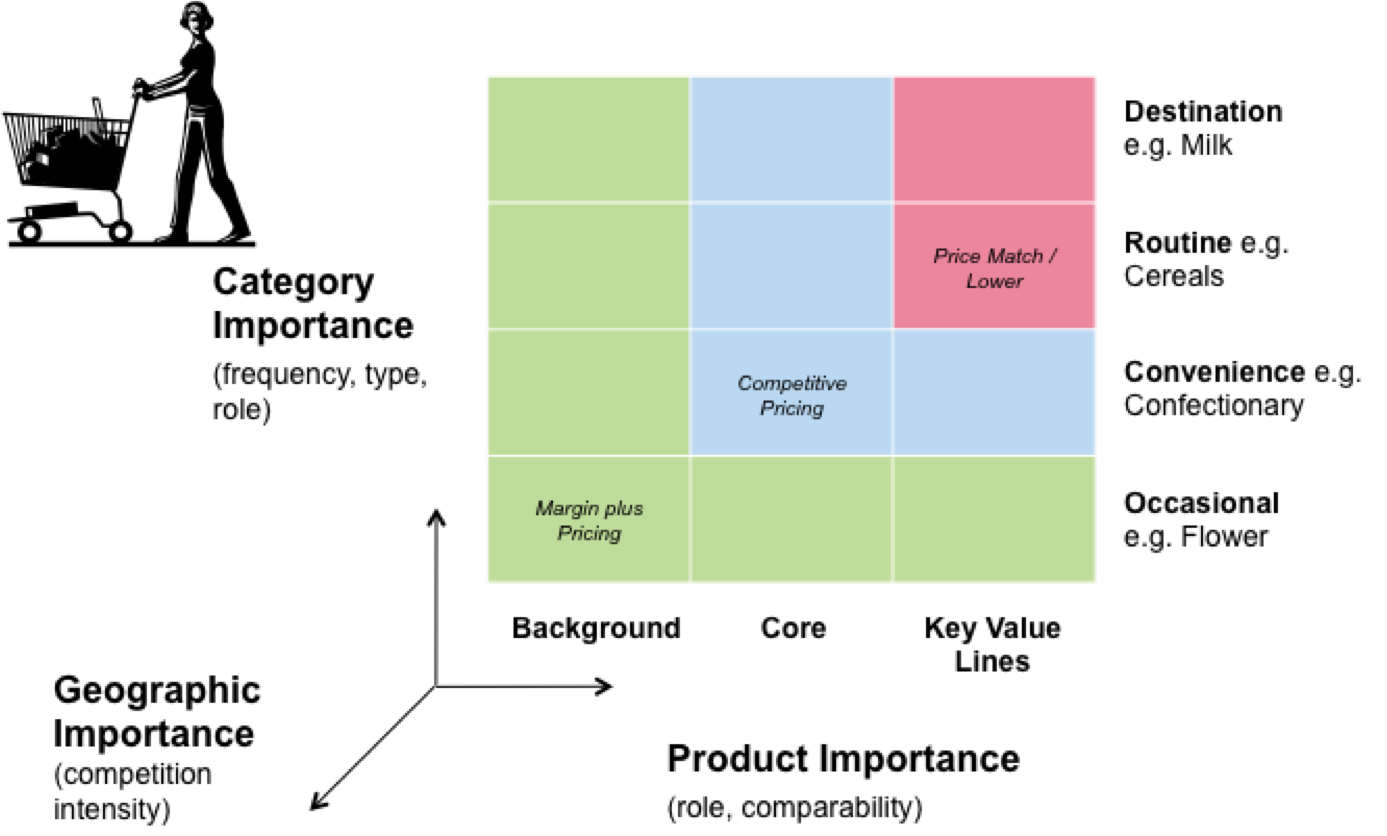 Destination
e.g. Milk
Routine e.g.
Cereals
Price Match /
Lower
Category
Importance
(frequency, type,
role)
Convenience e.g.
Confectionary
Competitive
Pricing
Occasional
e.g. Flower
Margin plus
Pricing
Background
Core
Key Value
Lines
Geographic
Importance
(competition
intensity)
Product Importance
(role, comparability)